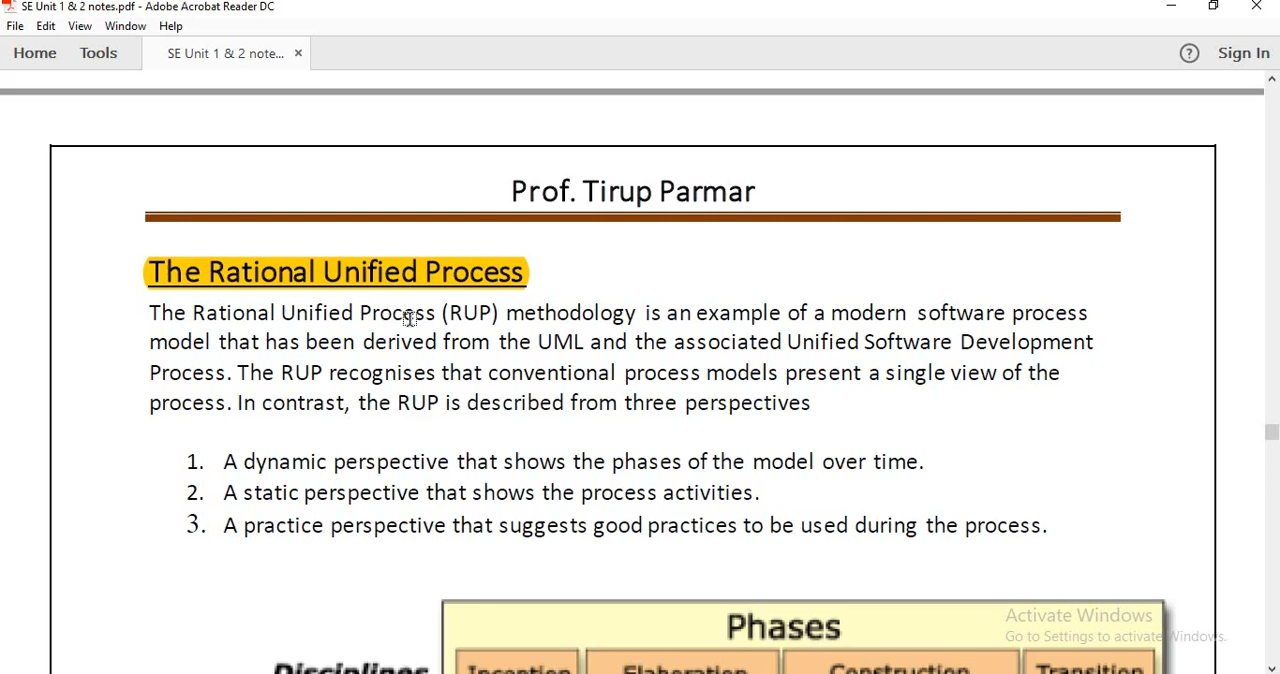 SE Unit 1 & 2 notes.pdf - Adobe Acrobat Reader DC
File Edit View Window Help
Home Tools SE Unit 1 & 2 note... × ? Sign In
Prof. Tirup Parmar
The Rational Unified Process
The Rational Unified Process (RUP) methodology is an example of a modern software process
model that has been derived from the UML and the associated Unified Software Development
Process. The RUP recognises that conventional process models present a single view of the
process. In contrast, the RUP is described from three perspectives
1. A dynamic perspective that shows the phases of the model over time.
2. A static perspective that shows the process activities.
3. A practice perspective that suggests good practices to be used during the process.
Phases
Activate Windows
Go to Settings to activate Windows.
Disciplines Inception Elaboration Construction Transition